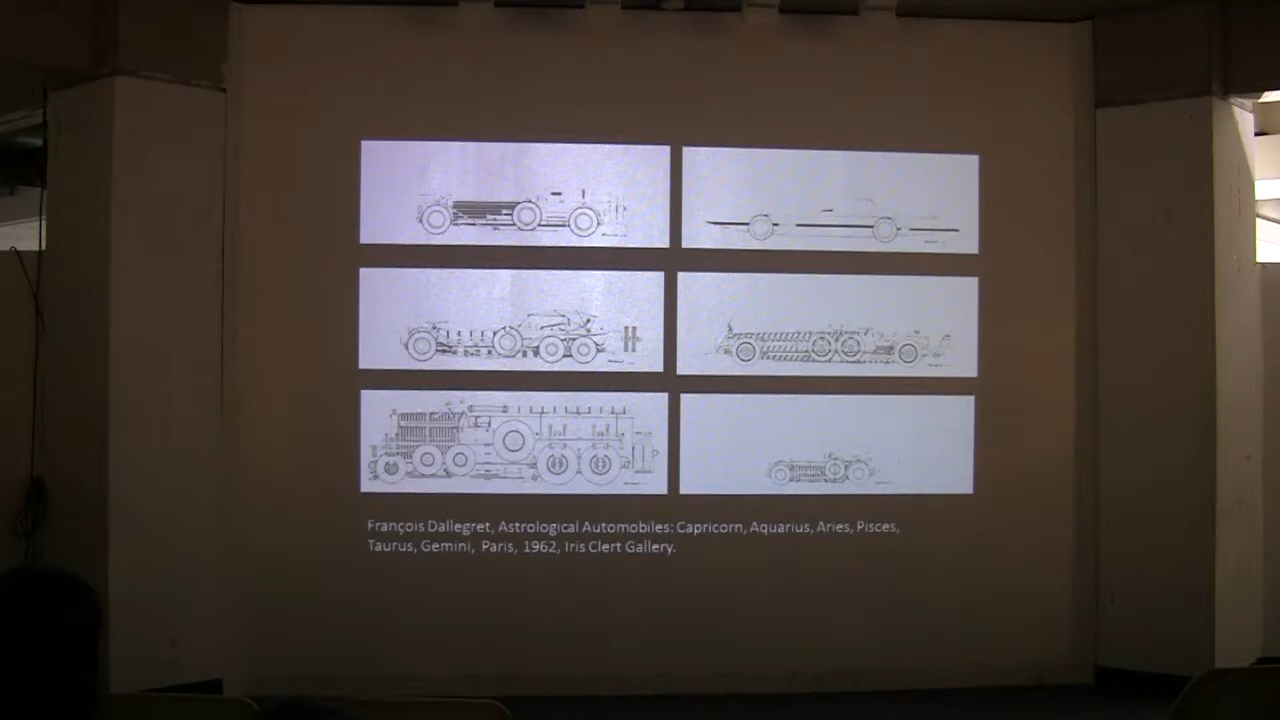 François Dallegret, Astrological Automobiles: Capricorn, Aquarius, Aries, Pisces,
Taurus, Gemini, Paris, 1962, Iris Clert Gallery.